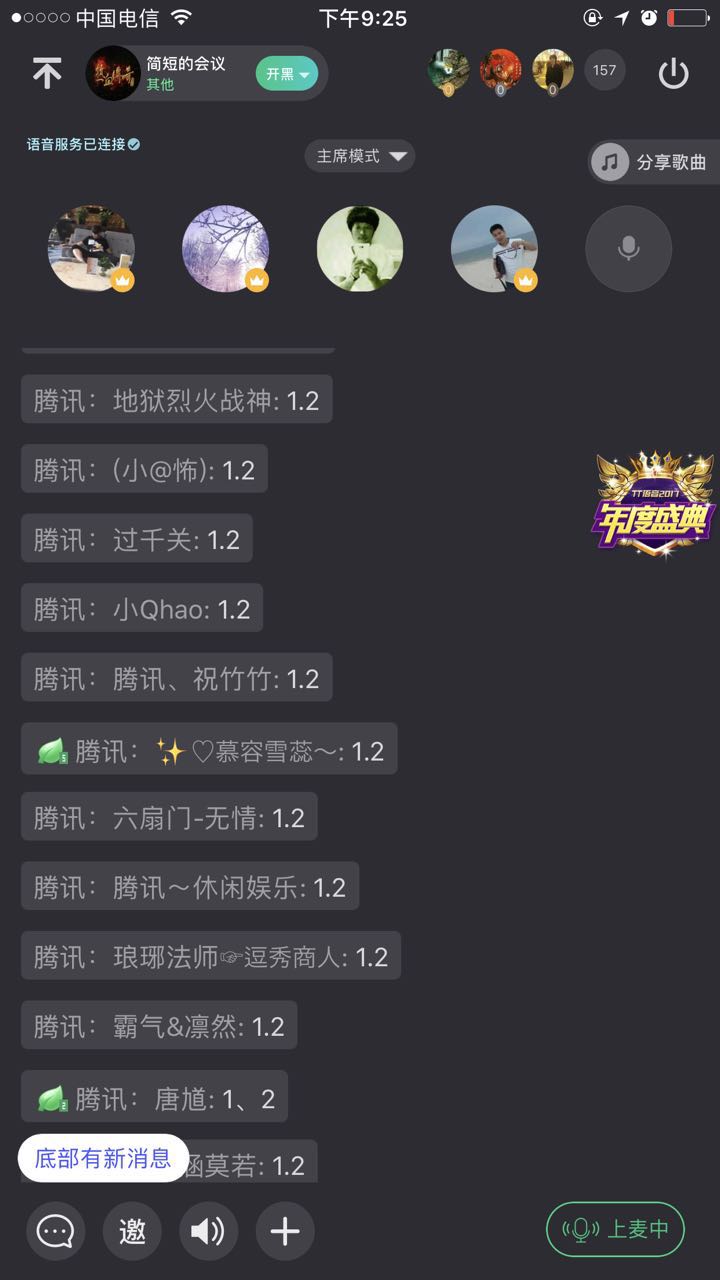 中国电信
下午9:25
简短的会议
其他
开黑
0
0
0
157
语音服务已连接
主席模式
分享歌曲
腾讯：地狱烈火战神: 1.2
腾讯：(小@怖): 1.2
TT语音2017
年度盛典
腾讯：过千关: 1.2
腾讯：小Qhao: 1.2
腾讯：腾讯、祝竹竹: 1.2
5 腾讯：✨♡慕容雪蕊～: 1.2
腾讯：六扇门-无情: 1.2
腾讯：腾讯～休闲娱乐: 1.2
腾讯：琅琊法师☞逗秀商人: 1.2
腾讯：霸气&凛然: 1.2
2 腾讯：唐馗: 1、2
底部有新消息
涵莫若: 1.2
邀
上麦中